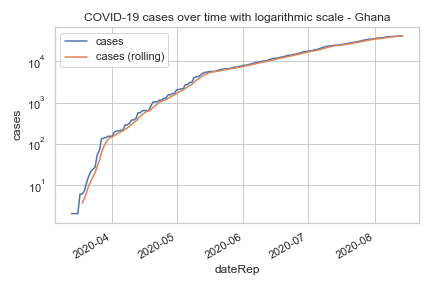 COVID-19 cases over time with logarithmic scale - Ghana
cases
cases (rolling)
cases
10⁴
10³
10²
10¹
2020-04
2020-05
2020-06
2020-07
2020-08
dateRep